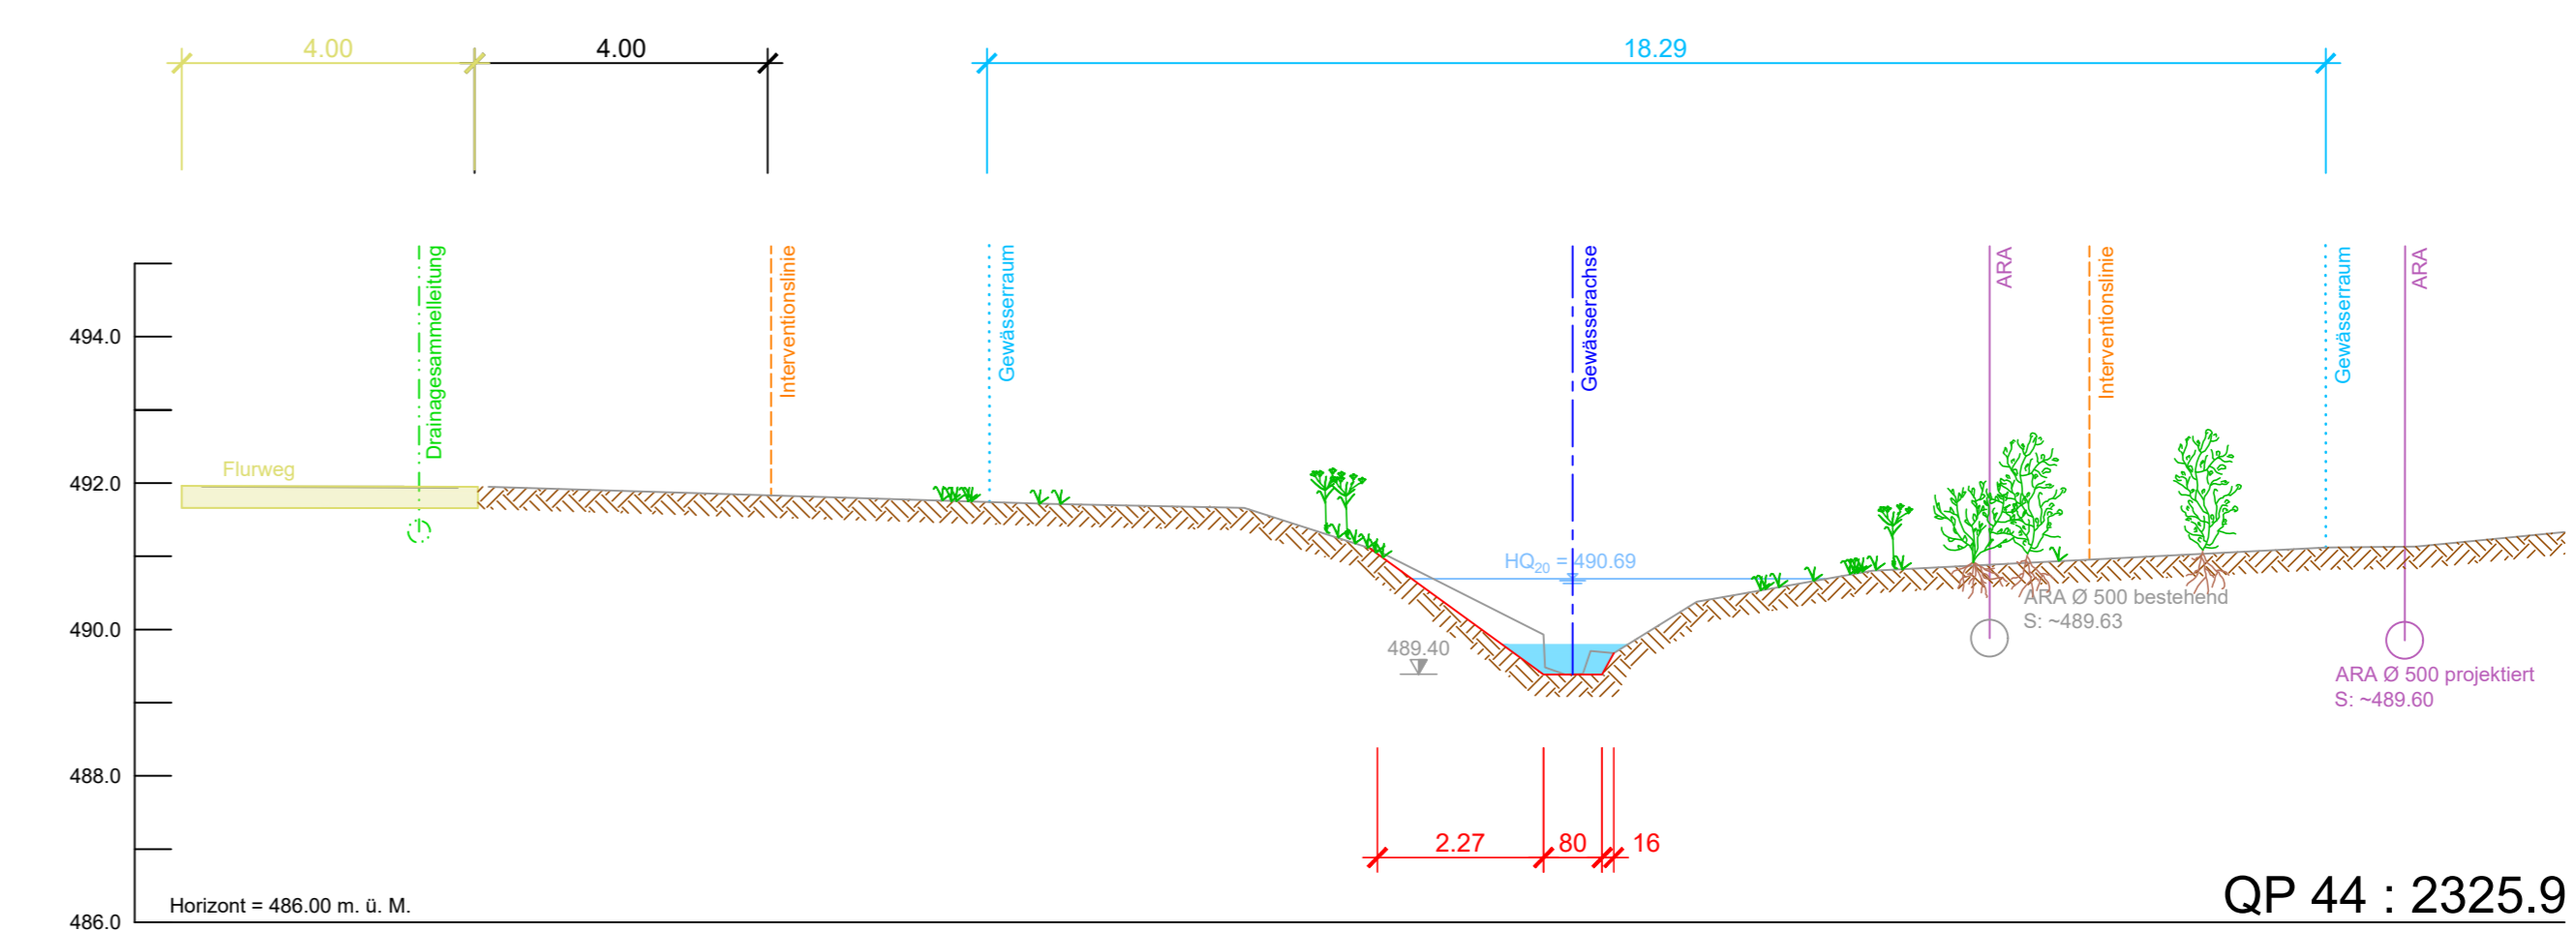 4.00
4.00
18.29
Drainagesammelleitung
Interventionslinie
Gewässerraum
Gewässerachse
ARA
Interventionslinie
Gewässerraum
ARA
494.0
492.0
490.0
488.0
486.0
Flurweg
HQ20 = 490.69
489.40
ARA Ø 500 bestehend
S: ~489.63
ARA Ø 500 projektiert
S: ~489.60
2.27
80
16
Horizont = 486.00 m. ü. M.
QP 44 : 2325.9